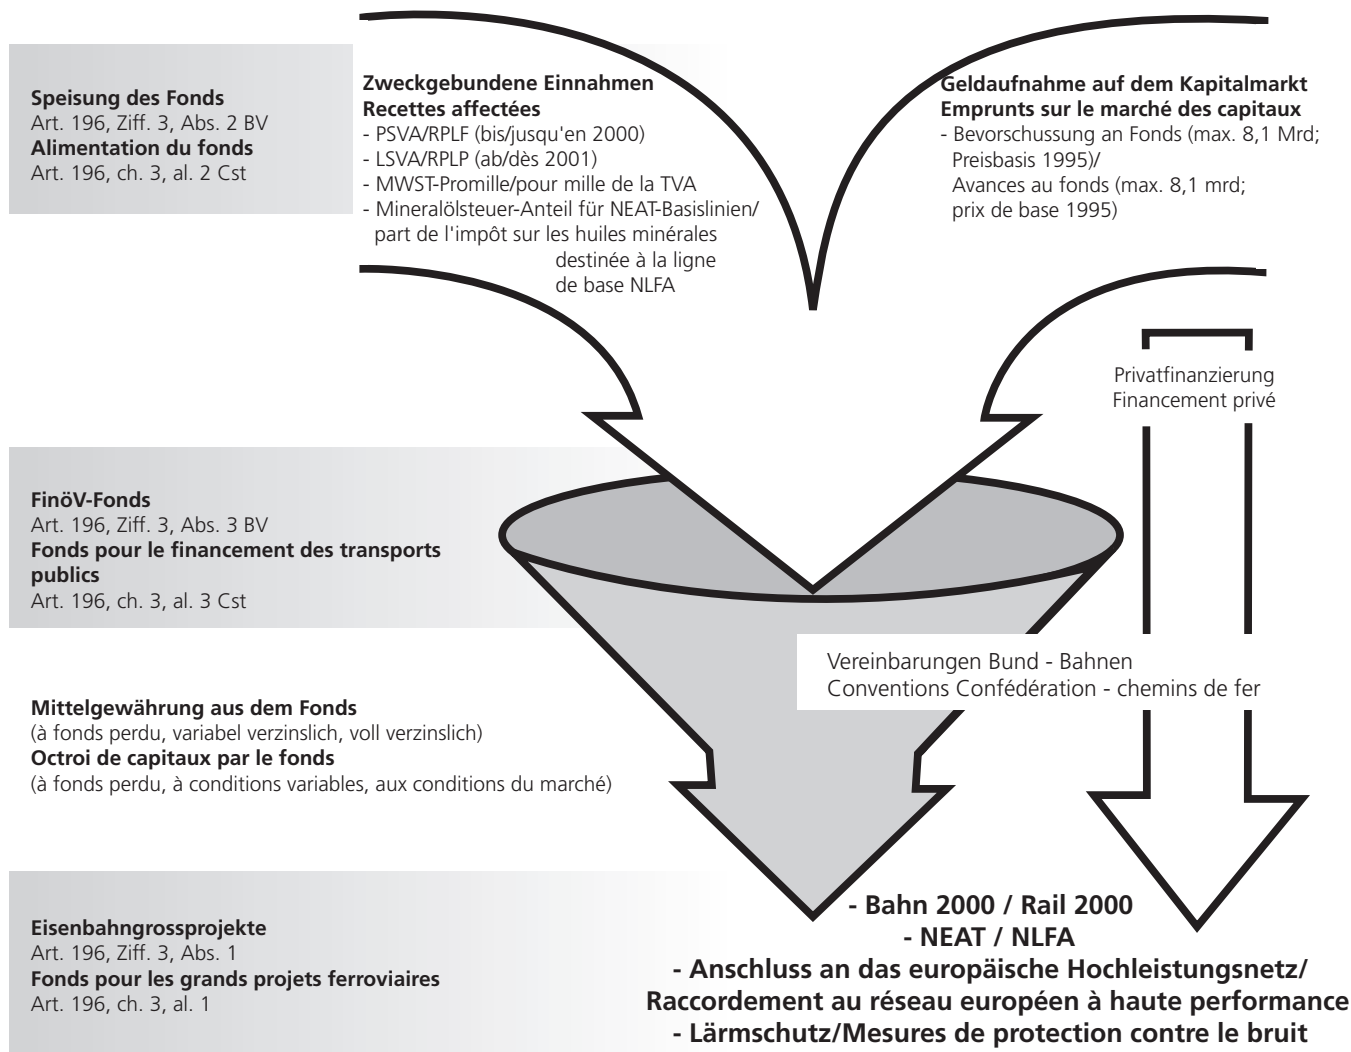 Speisung des Fonds
Art. 196, Ziff. 3, Abs. 2 BV
Alimentation du fonds
Art. 196, ch. 3, al. 2 Cst
Zweckgebundene Einnahmen
Recettes affectées
- PSVA/RPLF (bis/jusqu'en 2000)
- LSVA/RPLP (ab/dès 2001)
- MWST-Promille/pour mille de la TVA
- Mineralölsteuer-Anteil für NEAT-Basislinien/
part de l'impôt sur les huiles minérales
destinée à la ligne
de base NLFA
Geldaufnahme auf dem Kapitalmarkt
Emprunts sur le marché des capitaux
- Bevorschussung an Fonds (max. 8,1 Mrd;
Preisbasis 1995)/
Avances au fonds (max. 8,1 mrd;
prix de base 1995)
Privatfinanzierung
Financement privé
FinöV-Fonds
Art. 196, Ziff. 3, Abs. 3 BV
Fonds pour le financement des transports
publics
Art. 196, ch. 3, al. 3 Cst
Vereinbarungen Bund - Bahnen
Conventions Confédération - chemins de fer
Mittelgewährung aus dem Fonds
(à fonds perdu, variabel verzinslich, voll verzinslich)
Octroi de capitaux par le fonds
(à fonds perdu, à conditions variables, aux conditions du marché)
Eisenbahngrossprojekte
Art. 196, Ziff. 3, Abs. 1
Fonds pour les grands projets ferroviaires
Art. 196, ch. 3, al. 1
- Bahn 2000 / Rail 2000
- NEAT / NLFA
- Anschluss an das europäische Hochleistungsnetz/
Raccordement au réseau européen à haute performance
- Lärmschutz/Mesures de protection contre le bruit